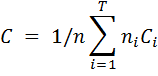 C = 1/n ∑_{i=1}^{T} n_i C_i